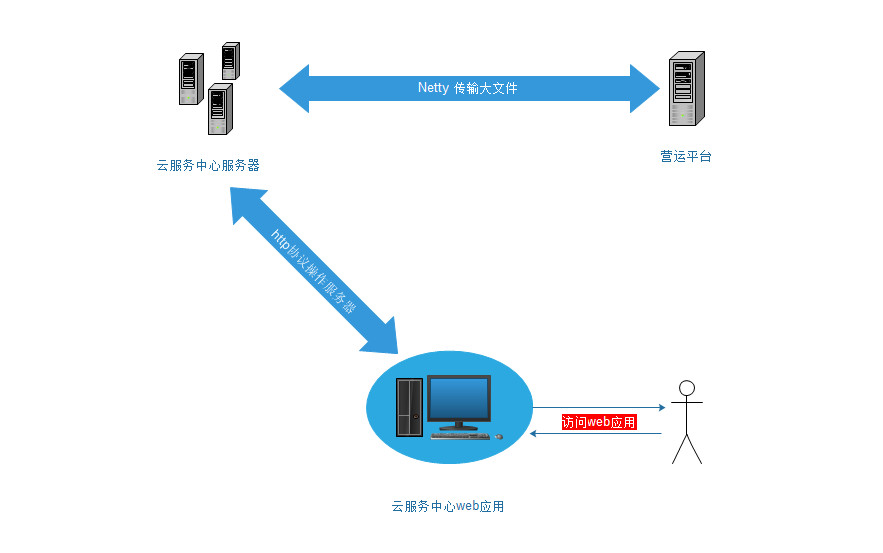 Netty 传输大文件
云服务中心服务器
营运平台
http协议操作服务器
访问web应用
云服务中心web应用